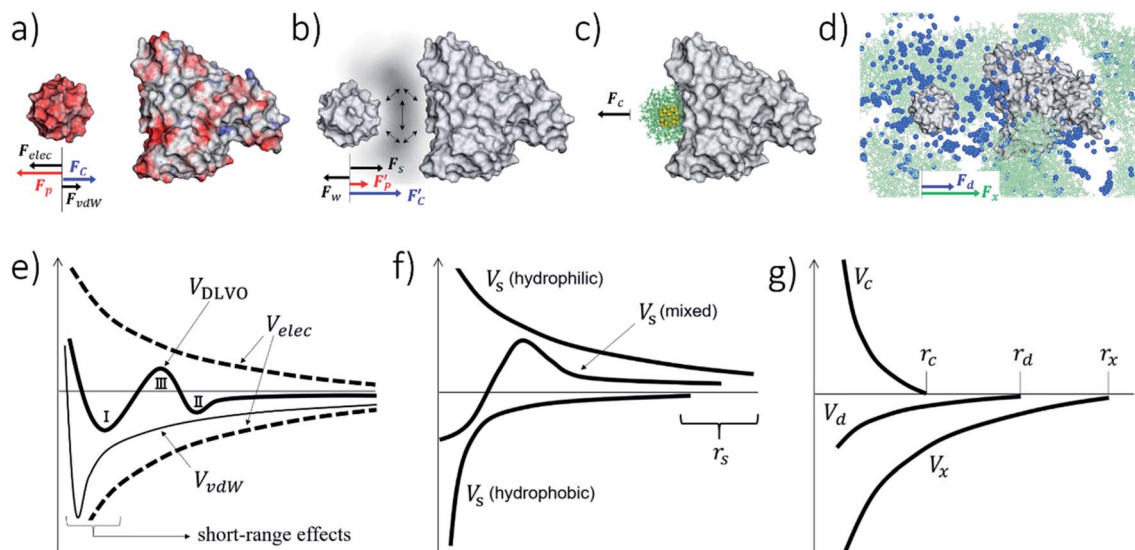 a)
F_elec
F_p
F_C
F_vdW
b)
F_s
F_w
F'_P
F'_C
c)
F_c
d)
F_d
F_x
e)
V_DLVO
V_elec
III
I
II
V_vdW
short-range effects
f)
V_s (hydrophilic)
V_s (mixed)
r_s
V_s (hydrophobic)
g)
V_c
r_c
r_d
r_x
V_d
V_x